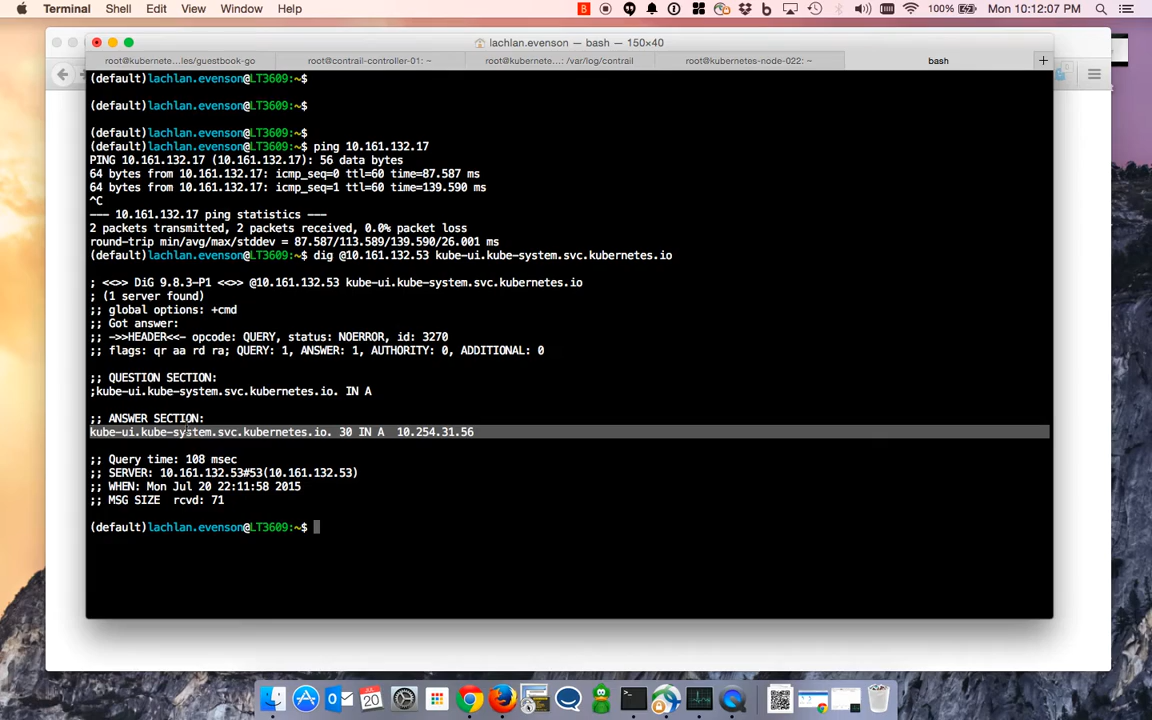 Terminal Shell Edit View Window Help 100% Mon 10:12:07 PM
lachlan.evenson — bash — 150×40
root@kubernete...les/guestbook-go root@contrail-controller-01: ~ root@kubernete...: /var/log/contrail root@kubernetes-node-022: ~ bash
(default)lachlan.evenson@LT3609:~$
(default)lachlan.evenson@LT3609:~$
(default)lachlan.evenson@LT3609:~$
(default)lachlan.evenson@LT3609:~$ ping 10.161.132.17
PING 10.161.132.17 (10.161.132.17): 56 data bytes
64 bytes from 10.161.132.17: icmp_seq=0 ttl=60 time=87.587 ms
64 bytes from 10.161.132.17: icmp_seq=1 ttl=60 time=139.590 ms
^C
--- 10.161.132.17 ping statistics ---
2 packets transmitted, 2 packets received, 0.0% packet loss
round-trip min/avg/max/stddev = 87.587/113.589/139.590/26.001 ms
(default)lachlan.evenson@LT3609:~$ dig @10.161.132.53 kube-ui.kube-system.svc.kubernetes.io
; <<>> DiG 9.8.3-P1 <<>> @10.161.132.53 kube-ui.kube-system.svc.kubernetes.io
; (1 server found)
;; global options: +cmd
;; Got answer:
;; ->>HEADER<<- opcode: QUERY, status: NOERROR, id: 3270
;; flags: qr aa rd ra; QUERY: 1, ANSWER: 1, AUTHORITY: 0, ADDITIONAL: 0
;; QUESTION SECTION:
;kube-ui.kube-system.svc.kubernetes.io. IN A
;; ANSWER SECTION:
kube-ui.kube-system.svc.kubernetes.io. 30 IN A 10.254.31.56
;; Query time: 108 msec
;; SERVER: 10.161.132.53#53(10.161.132.53)
;; WHEN: Mon Jul 20 22:11:58 2015
;; MSG SIZE rcvd: 71
(default)lachlan.evenson@LT3609:~$